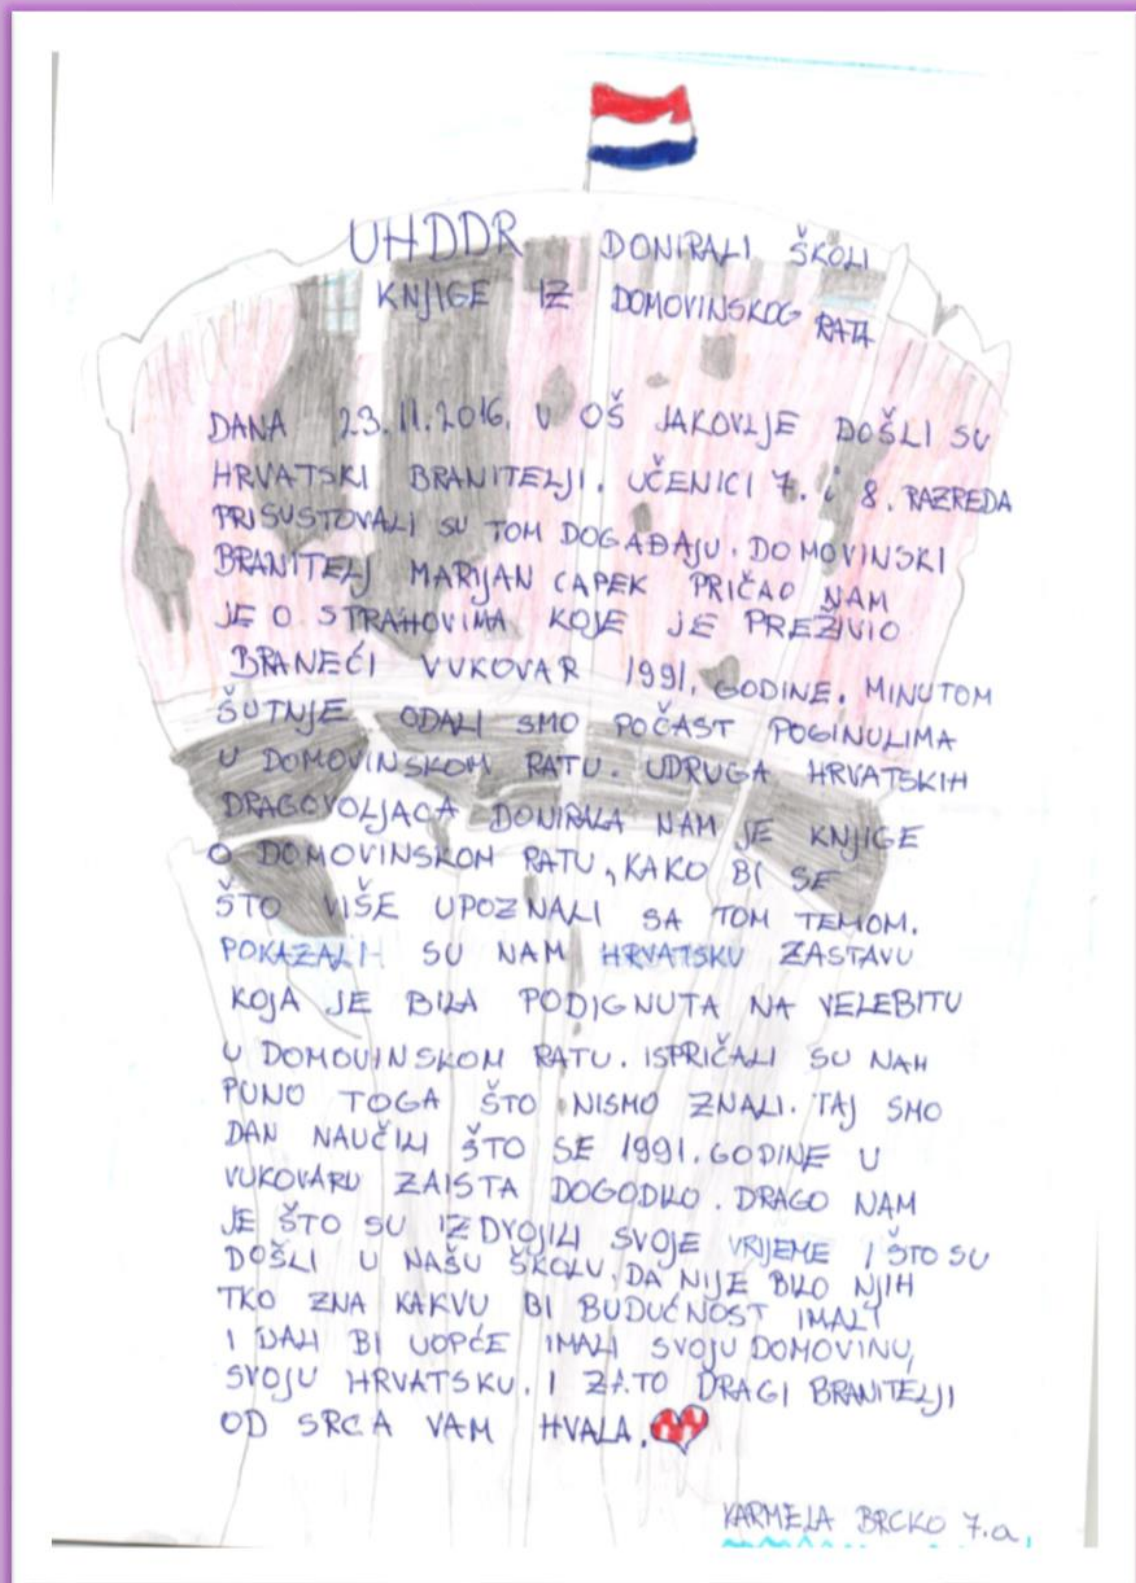 UHDDR DONIRALI ŠKOLI
KNJIGE IZ DOMOVINSKOG RATA
DANA 23.11.2016. U OŠ JAKOVLJE DOŠLI SU
HRVATSKI BRANITELJI. UČENICI 7. i 8. RAZREDA
PRISUSTOVALI SU TOM DOGAĐAJU. DOMOVINSKI
BRANITELJ MARIJAN CAPEK PRIČAO NAM
JE O STRAHOVIMA KOJE JE PREŽIVIO
BRANEĆI VUKOVAR 1991. GODINE. MINUTOM
ŠUTNJE ODALI SMO POČAST POGINULIMA
U DOMOVINSKOM RATU. UDRUGA HRVATSKIH
DRAGOVOLJACA DONIRALA NAM JE KNJIGE
O DOMOVINSKOM RATU, KAKO BI SE
ŠTO VIŠE UPOZNALI SA TOM TEMOM.
POKAZALI SU NAM HRVATSKU ZASTAVU
KOJA JE BILA PODIGNUTA NA VELEBITU
U DOMOVINSKOM RATU. ISPRIČALI SU NAM
PUNO TOGA ŠTO NISMO ZNALI. TAJ SMO
DAN NAUČILI ŠTO SE 1991. GODINE U
VUKOVARU ZAISTA DOGODILO. DRAGO NAM
JE ŠTO SU IZDVOJILI SVOJE VRIJEME I ŠTO SU
DOŠLI U NAŠU ŠKOLU, DA NIJE BILO NJIH
TKO ZNA KAKVU BI BUDUĆNOST IMALI
I DALI BI UOPĆE IMALI SVOJU DOMOVINU,
SVOJU HRVATSKU. I ZATO DRAGI BRANITELJI
OD SRCA VAM HVALA.
KARMELA BRCKO 7.a